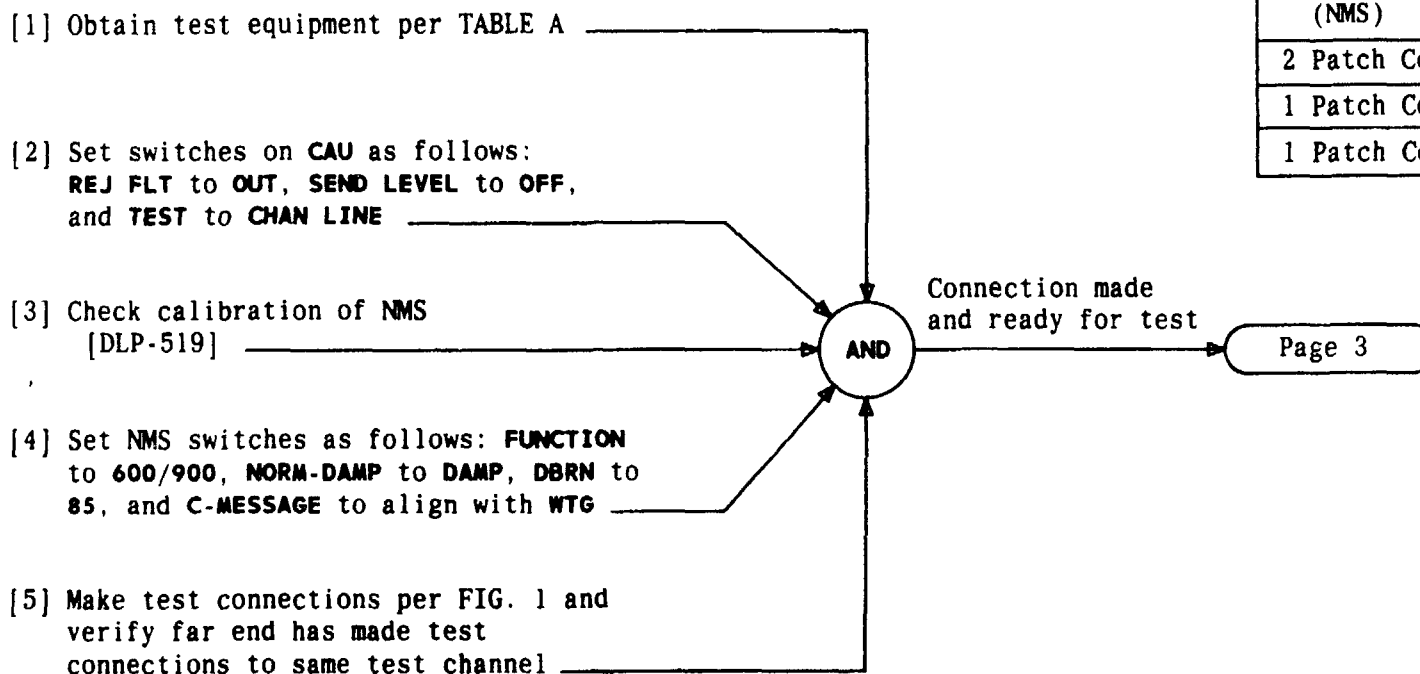 [1] Obtain test equipment per TABLE A
[2] Set switches on CAU as follows:
REJ FLT to OUT, SEND LEVEL to OFF,
and TEST to CHAN LINE
[3] Check calibration of NMS
[DLP-519]
[4] Set NMS switches as follows: FUNCTION
to 600/900, NORM-DAMP to DAMP, DBRN to
85, and C-MESSAGE to align with WTG
[5] Make test connections per FIG. 1 and
verify far end has made test
connections to same test channel
AND
Connection made
and ready for test
Page 3
(NMS)
2 Patch Co
1 Patch Co
1 Patch Co